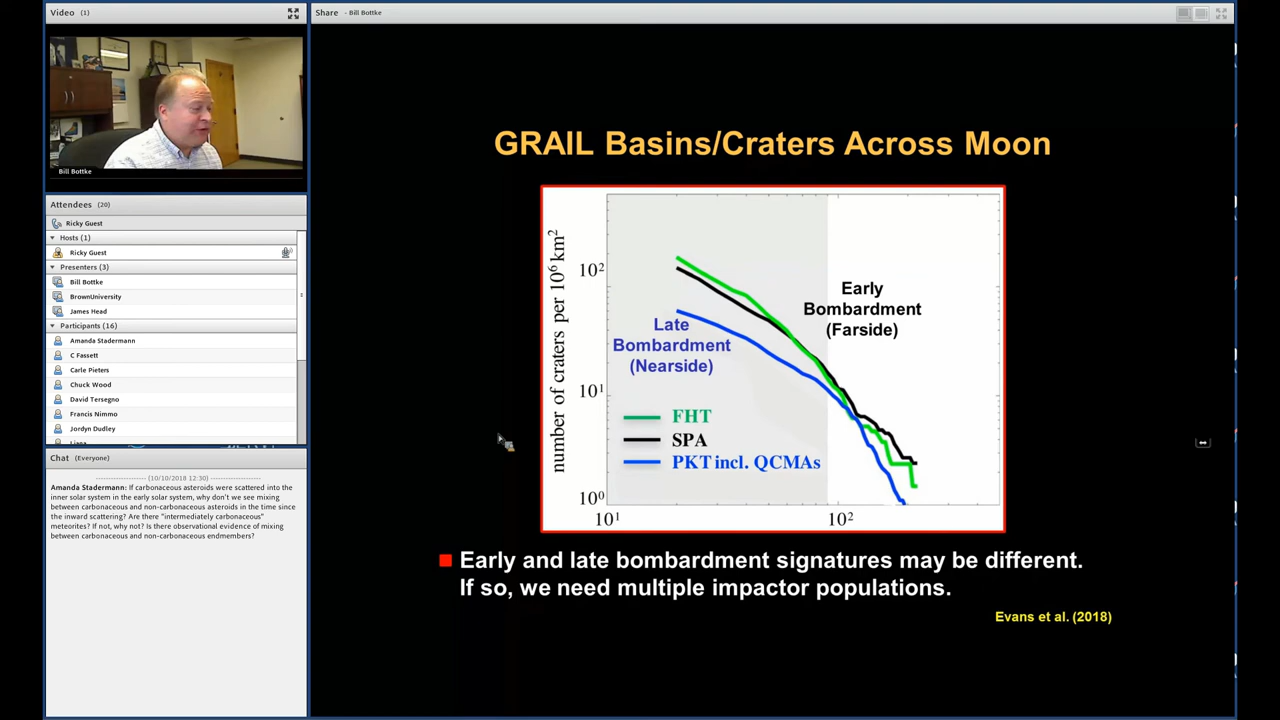 Video (1)
Bill Bottke
Attendees (20)
Ricky Guest
Hosts (1)
Ricky Guest
Presenters (3)
Bill Bottke
BrownUniversity
James Head
Participants (16)
Amanda Stadermann
C Fassett
Carle Pieters
Chuck Wood
David Tersegno
Francis Nimmo
Jordyn Dudley
Chat (Everyone)
(10/10/2018 12:30)
Amanda Stadermann: If carbonaceous asteroids were scattered into the
inner solar system in the early solar system, why don't we see mixing
between carbonaceous and non-carbonaceous asteroids in the time since
the inward scattering? Are there "intermediately carbonaceous"
meteorites? If not, why not? Is there observational evidence of mixing
between carbonaceous and non-carbonaceous endmembers?
Share - Bill Bottke
GRAIL Basins/Craters Across Moon
number of craters per 10⁶ km²
10²
10¹
10⁰
10¹
10²
Late
Bombardment
(Nearside)
Early
Bombardment
(Farside)
FHT
SPA
PKT incl. QCMAs
Early and late bombardment signatures may be different.
If so, we need multiple impactor populations.
Evans et al. (2018)